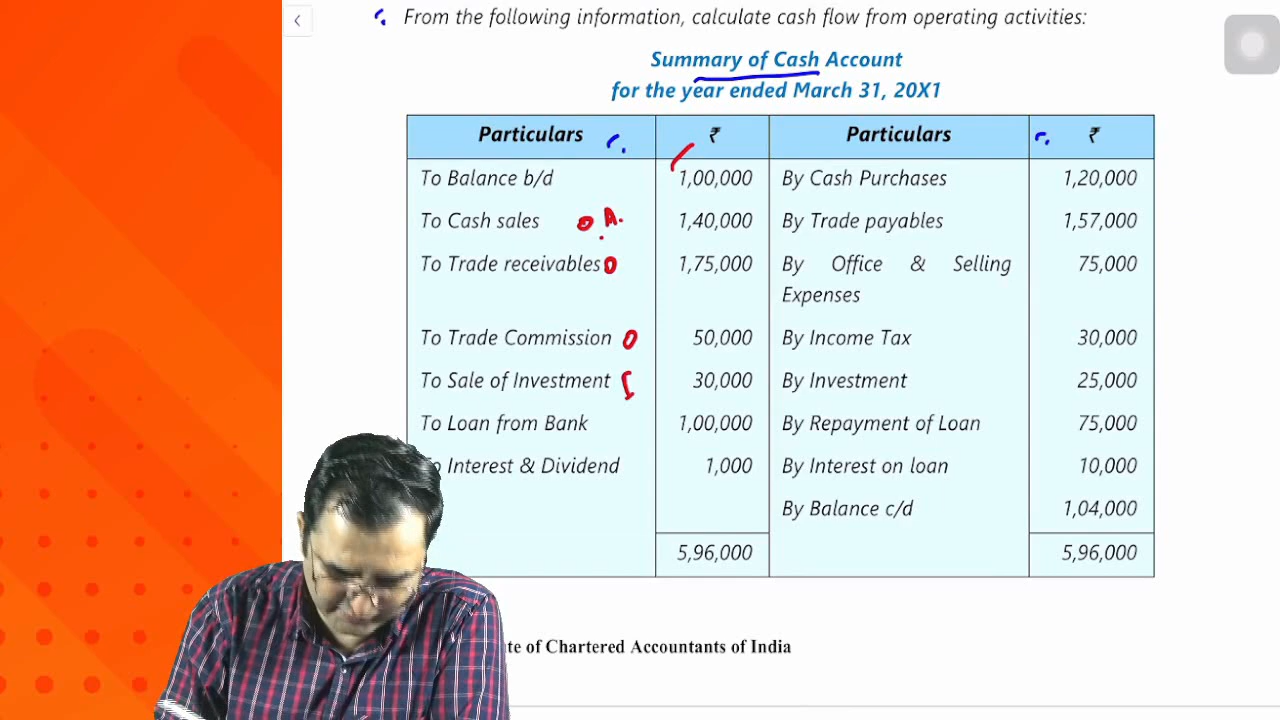 From the following information, calculate cash flow from operating activities:
Summary of Cash Account
for the year ended March 31, 20X1
Particulars ₹ Particulars ₹
To Balance b/d 1,00,000 By Cash Purchases 1,20,000
To Cash sales O.A. 1,40,000 By Trade payables 1,57,000
To Trade receivables O 1,75,000 By Office & Selling 75,000
Expenses
To Trade Commission O 50,000 By Income Tax 30,000
To Sale of Investment I 30,000 By Investment 25,000
To Loan from Bank 1,00,000 By Repayment of Loan 75,000
Interest & Dividend 1,000 By Interest on loan 10,000
By Balance c/d 1,04,000
5,96,000 5,96,000
of Chartered Accountants of India